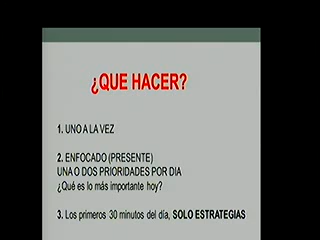 ¿QUE HACER?
1. UNO A LA VEZ
2. ENFOCADO (PRESENTE)
UNA O DOS PRIORIDADES POR DIA
¿Qué es lo más importante hoy?
3. Los primeros 30 minutos del día, SOLO ESTRATEGIAS